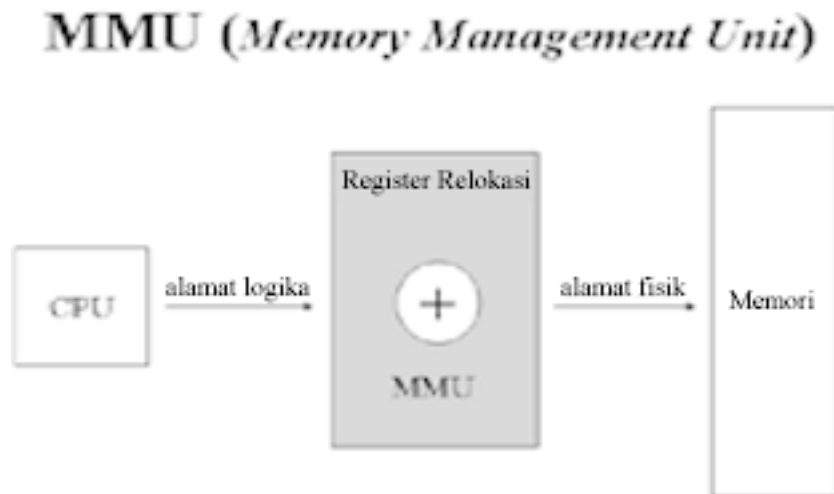 MMU (Memory Management Unit)
Register Relokasi
CPU
alamat logika
+
alamat fisik
Memori
MMU